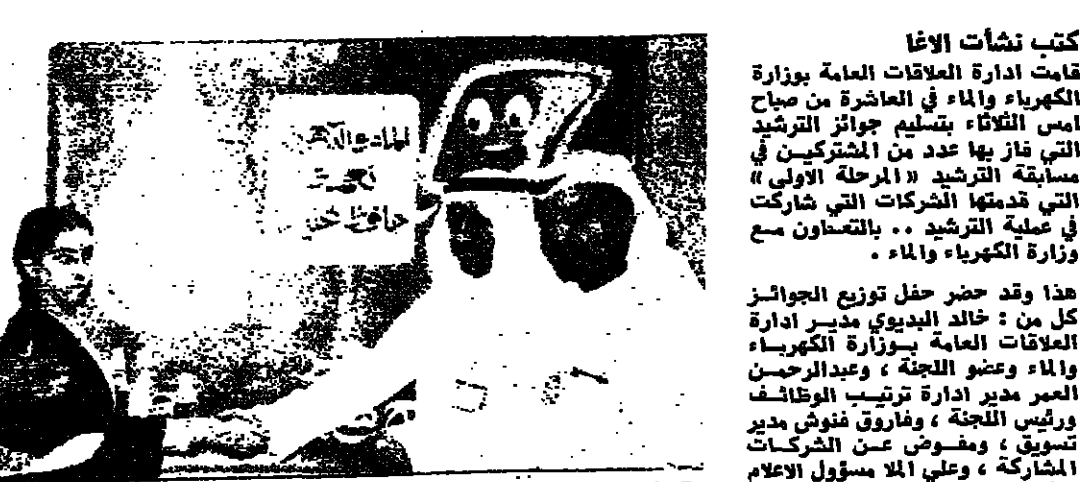 كتب نشأت الاغا
قامت ادارة العلاقات العامة بوزارة
الكهرباء والماء في العاشرة من صباح
امس الثلاثاء بتسليم جوائز الترشيد
التي فاز بها عدد من المشتركين في
مسابقة الترشيد « المرحلة الاولى »
التي قدمتها الشركات التي شاركت
في عملية الترشيد .. بالتعاون مع
وزارة الكهرباء والماء .
هذا وقد حضر حفل توزيع الجوائز
كل من : خالد البديوي مدير ادارة
العلاقات العامة بوزارة الكهرباء
والماء وعضو اللجنة ، وعبدالرحمن
العمر مدير ادارة ترتيب الوظائف
ورئيس اللجنة ، وفاروق فنوش مدير
تسويق ، ومفوض عن الشركات
المشاركة ، وعلي الملا مسؤول الاعلام